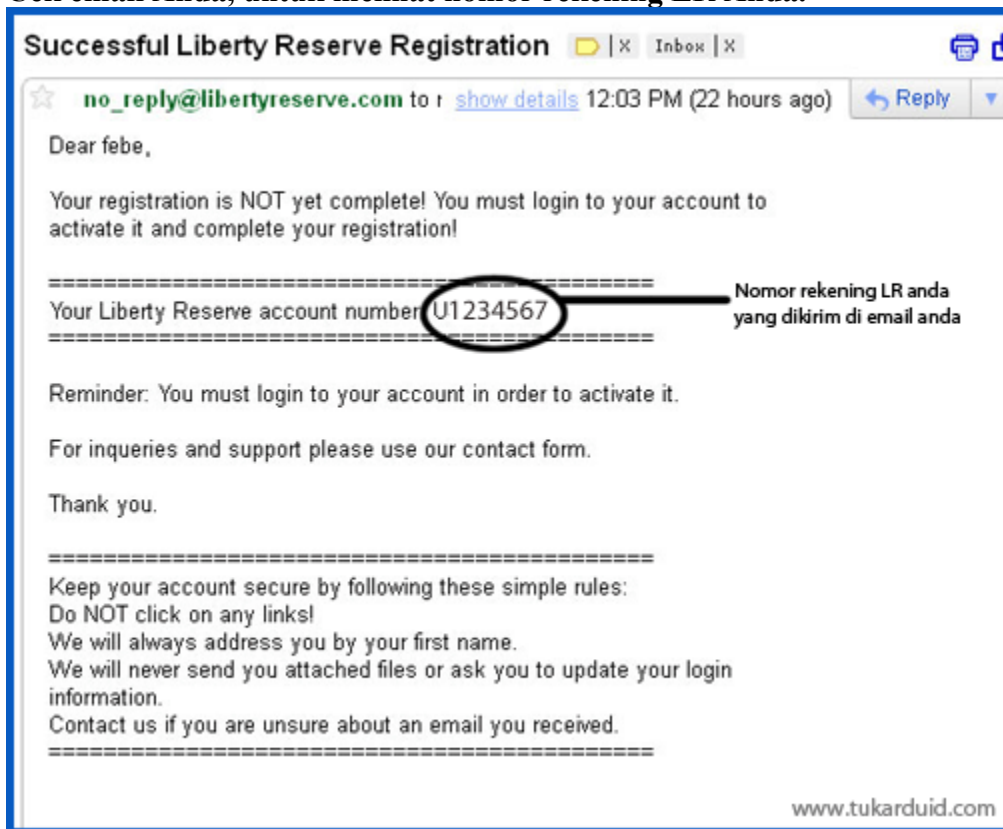 Successful Liberty Reserve Registration X Inbox X
no_reply@libertyreserve.com to r show details 12:03 PM (22 hours ago) Reply
Dear febe,
Your registration is NOT yet complete! You must login to your account to
activate it and complete your registration!
=============================================
Your Liberty Reserve account number U1234567
=============================================
Nomor rekening LR anda
yang dikirim di email anda
Reminder: You must login to your account in order to activate it.
For inqueries and support please use our contact form.
Thank you.
=============================================
Keep your account secure by following these simple rules:
Do NOT click on any links!
We will always address you by your first name.
We will never send you attached files or ask you to update your login
information.
Contact us if you are unsure about an email you received.
=============================================
www.tukarduid.com